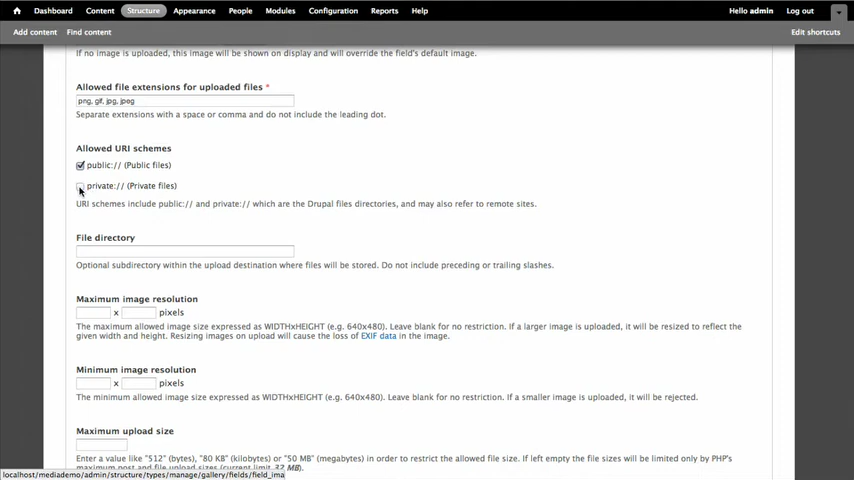 Dashboard Content Structure Appearance People Modules Configuration Reports Help Hello admin Log out
Add content Find content Edit shortcuts
If no image is uploaded, this image will be shown on display and will override the field's default image.
Allowed file extensions for uploaded files *
png, gif, jpg, jpeg
Separate extensions with a space or comma and do not include the leading dot.
Allowed URI schemes
public:// (Public files)
private:// (Private files)
URI schemes include public:// and private:// which are the Drupal files directories, and may also refer to remote sites.
File directory
Optional subdirectory within the upload destination where files will be stored. Do not include preceding or trailing slashes.
Maximum image resolution
x pixels
The maximum allowed image size expressed as WIDTHxHEIGHT (e.g. 640x480). Leave blank for no restriction. If a larger image is uploaded, it will be resized to reflect the
given width and height. Resizing images on upload will cause the loss of EXIF data in the image.
Minimum image resolution
x pixels
The minimum allowed image size expressed as WIDTHxHEIGHT (e.g. 640x480). Leave blank for no restriction. If a smaller image is uploaded, it will be rejected.
Maximum upload size
Enter a value like "512" (bytes), "80 KB" (kilobytes) or "50 MB" (megabytes) in order to restrict the allowed file size. If left empty the file sizes will be limited only by PHP's
maximum post and file upload sizes (current limit 32 MB).
localhost/mediademo/admin/structure/types/manage/gallery/fields/field_ima